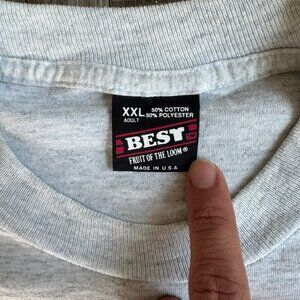 XXL 50% COTTON
ADULT 50% POLYESTER
BEST
FRUIT OF THE LOOM®
MADE IN U.S.A.